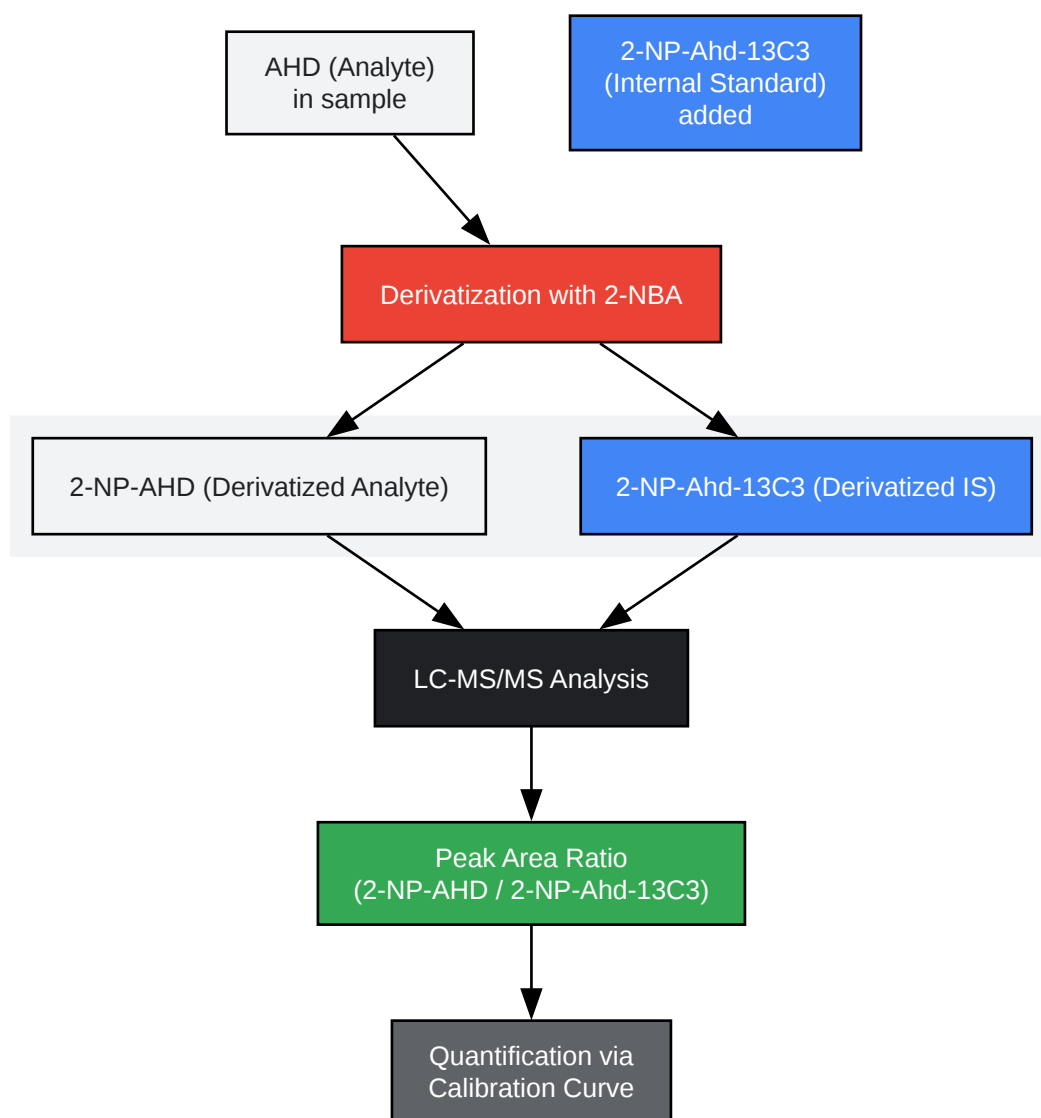 AHD (Analyte)
in sample
2-NP-Ahd-13C3
(Internal Standard)
added
Derivatization with 2-NBA
2-NP-AHD (Derivatized Analyte)
2-NP-Ahd-13C3 (Derivatized IS)
LC-MS/MS Analysis
Peak Area Ratio
(2-NP-AHD / 2-NP-Ahd-13C3)
Quantification via
Calibration Curve